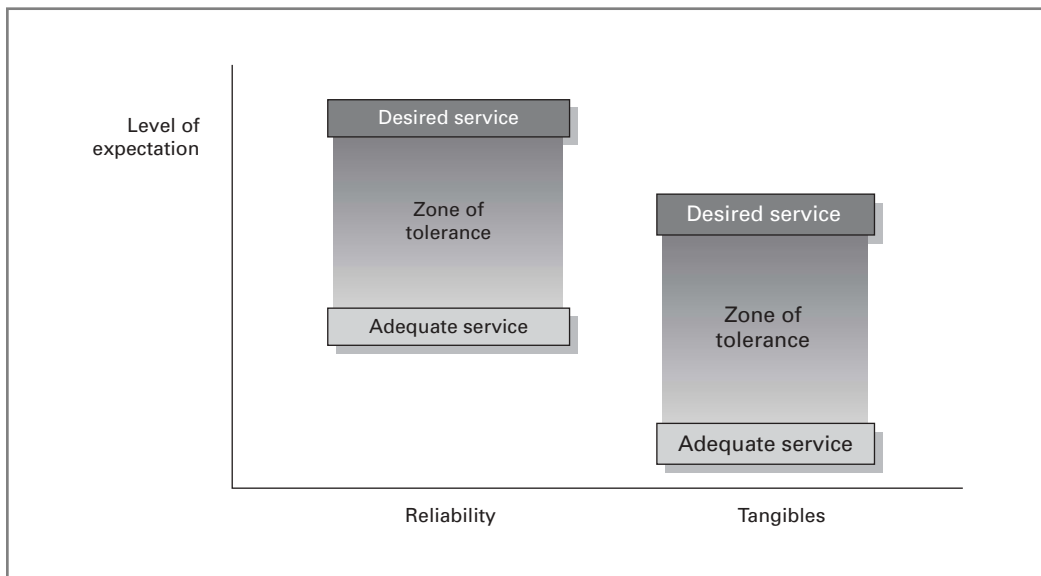 Level of
expectation
Desired service
Zone of
tolerance
Adequate service
Desired service
Zone of
tolerance
Adequate service
Reliability
Tangibles